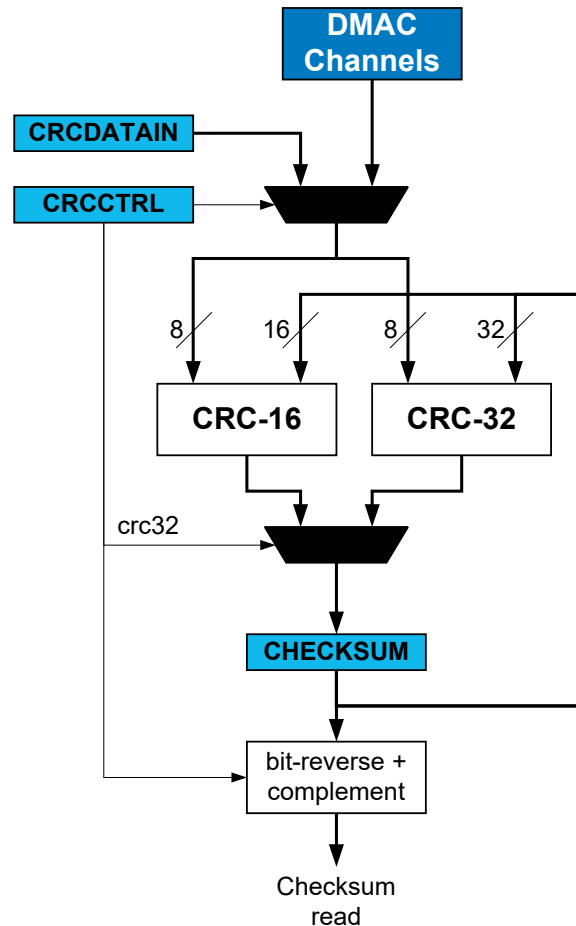 DMAC
Channels
CRCDATAIN
CRCCTRL
8
16
8
32
CRC-16
CRC-32
crc32
CHECKSUM
bit-reverse +
complement
Checksum
read